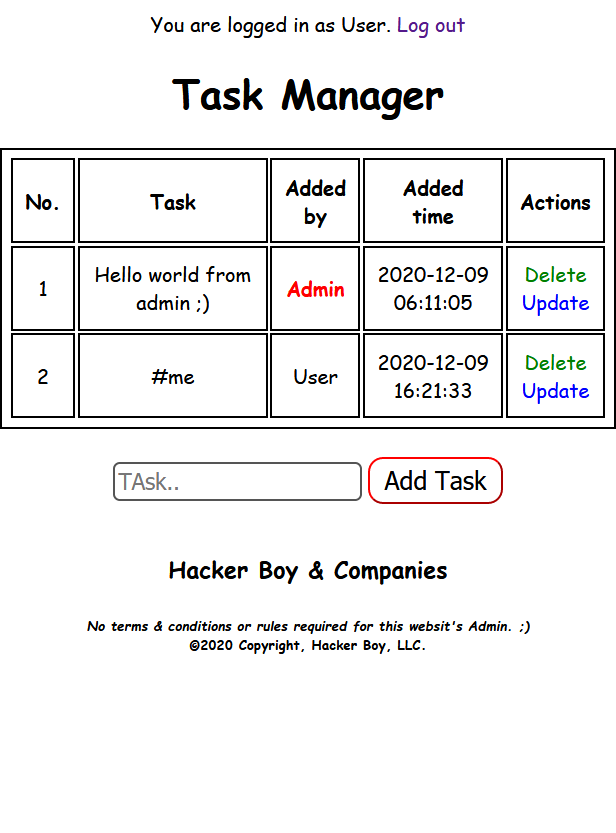 You are logged in as User. Log out
Task Manager
No. Task Added by Added time Actions
1 Hello world from admin ;) Admin 2020-12-09 06:11:05 Delete Update
2 #me User 2020-12-09 16:21:33 Delete Update
TAsk.. Add Task
Hacker Boy & Companies
No terms & conditions or rules required for this websit's Admin. ;)
©2020 Copyright, Hacker Boy, LLC.